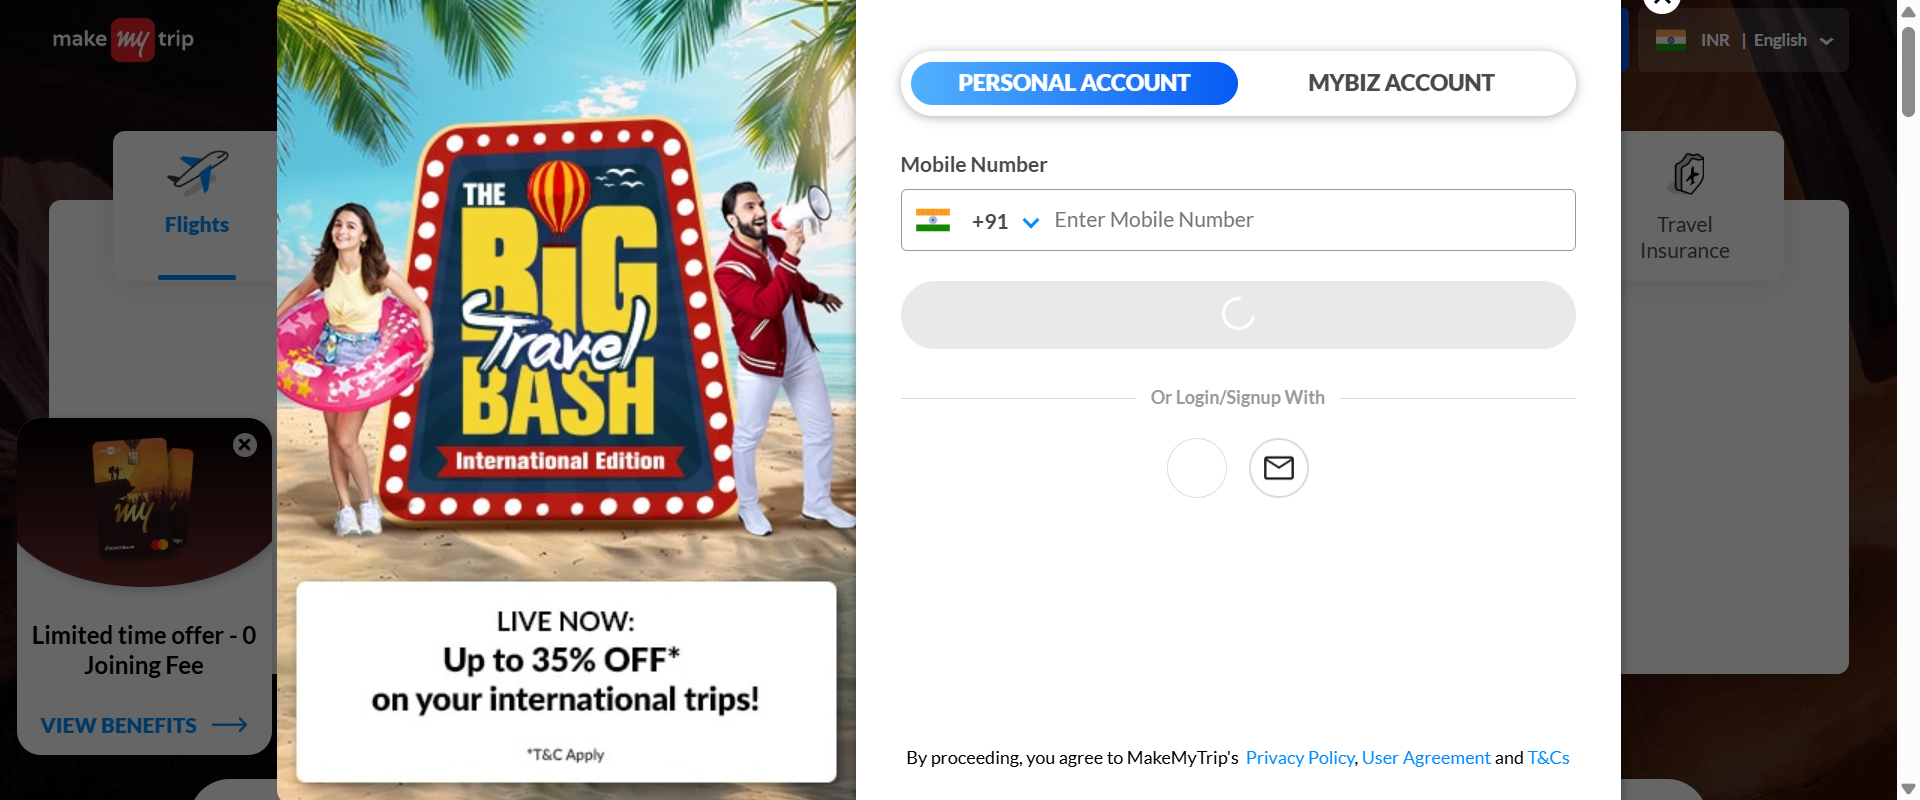 make my trip
INR | English
Flights
Travel
Insurance
Limited time offer - 0
Joining Fee
VIEW BENEFITS
THE
BIG
Travel
BASH
International Edition
LIVE NOW:
Up to 35% OFF*
on your international trips!
*T&C Apply
PERSONAL ACCOUNT
MYBIZ ACCOUNT
Mobile Number
+91
Enter Mobile Number
Or Login/Signup With
By proceeding, you agree to MakeMyTrip's Privacy Policy, User Agreement and T&Cs